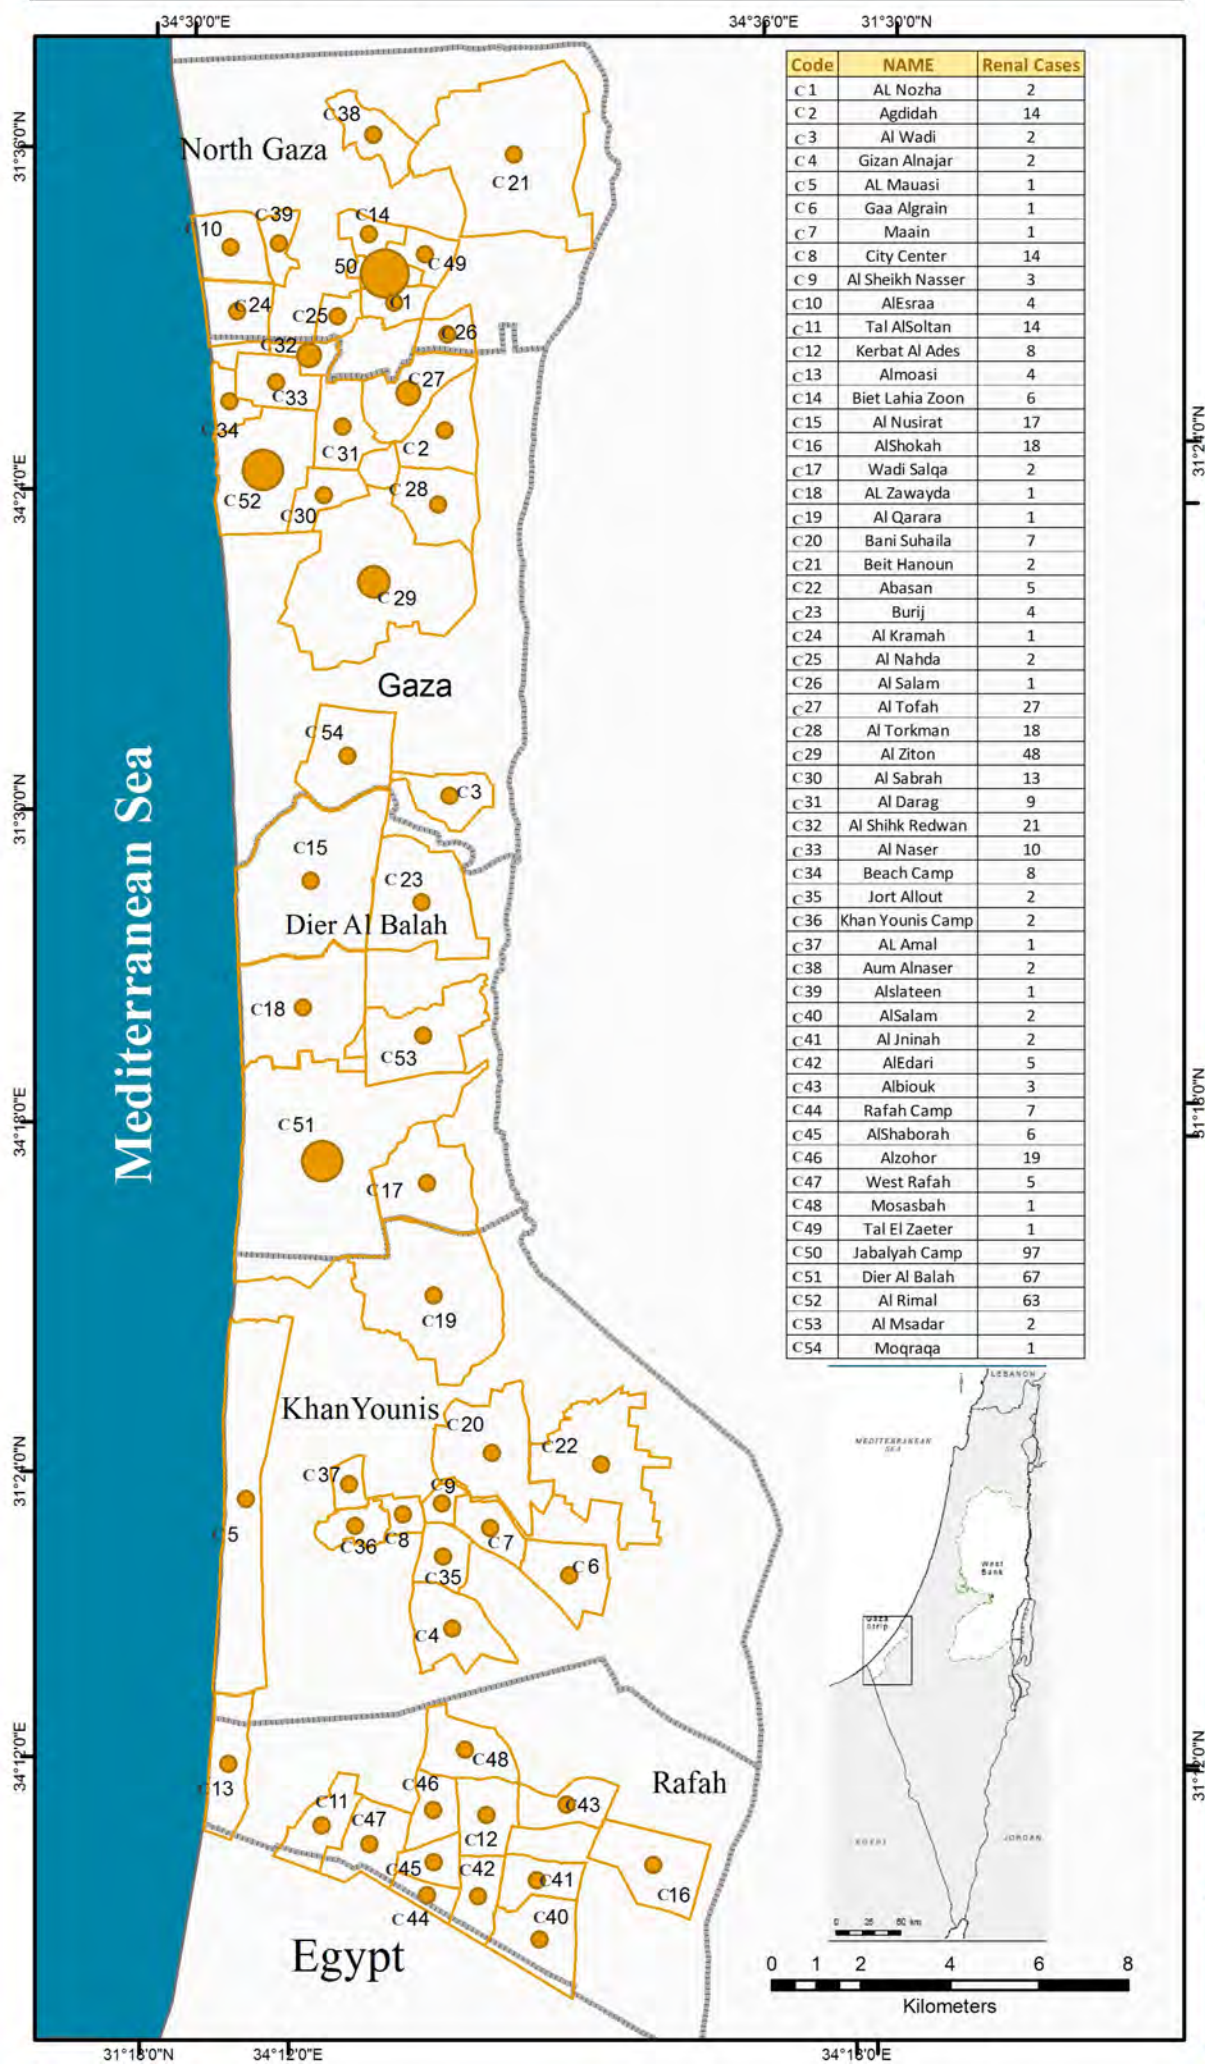 34°30'0"E
34°36'0"E
31°30'0"N
31°36'0"N
34°24'0"E
31°30'0"N
34°18'0"E
31°24'0"N
34°12'0"E
31°24'0"N
31°18'0"N
31°12'0"N
31°18'0"N
34°12'0"E
34°18'0"E
Mediterranean Sea
C38
North Gaza
C21
C39
C14
C10
C49
50
C24
C1
C25
C26
C32
C27
C33
C34
C31
C2
C52
C28
C30
C29
Gaza
C54
C3
C15
C23
Dier Al Balah
C18
C53
C51
C17
C19
KhanYounis
C20
C22
C37
C9
C5
C36
C8
C7
C35
C6
C4
C48
Rafah
C13
C46
C43
C11
C47
C12
C45
C42
C41
C16
C44
C40
Egypt
Code NAME Renal Cases
C1 AL Nozha 2
C2 Agdidah 14
C3 Al Wadi 2
C4 Gizan Alnajar 2
C5 AL Mauasi 1
C6 Gaa Algrain 1
C7 Maain 1
C8 City Center 14
C9 Al Sheikh Nasser 3
C10 AlEsraa 4
C11 Tal AlSoltan 14
C12 Kerbat Al Ades 8
C13 Almoasi 4
C14 Biet Lahia Zoon 6
C15 Al Nusirat 17
C16 AlShokah 18
C17 Wadi Salqa 2
C18 AL Zawayda 1
C19 Al Qarara 1
C20 Bani Suhaila 7
C21 Beit Hanoun 2
C22 Abasan 5
C23 Burij 4
C24 Al Kramah 1
C25 Al Nahda 2
C26 Al Salam 1
C27 Al Tofah 27
C28 Al Torkman 18
C29 Al Ziton 48
C30 Al Sabrah 13
C31 Al Darag 9
C32 Al Shihk Redwan 21
C33 Al Naser 10
C34 Beach Camp 8
C35 Jort Allout 2
C36 Khan Younis Camp 2
C37 AL Amal 1
C38 Aum Alnaser 2
C39 Alslateen 1
C40 AlSalam 2
C41 Al Jninah 2
C42 AlEdari 5
C43 Albiouk 3
C44 Rafah Camp 7
C45 AlShaborah 6
C46 Alzohor 19
C47 West Rafah 5
C48 Mosasbah 1
C49 Tal El Zaeter 1
C50 Jabalyah Camp 97
C51 Dier Al Balah 67
C52 Al Rimal 63
C53 Al Msadar 2
C54 Moqraqa 1
LEBANON
MEDITERRANEAN
SEA
West
Bank
Gaza
Strip
JORDAN
0 25 50 km
0 1 2 4 6 8
Kilometers